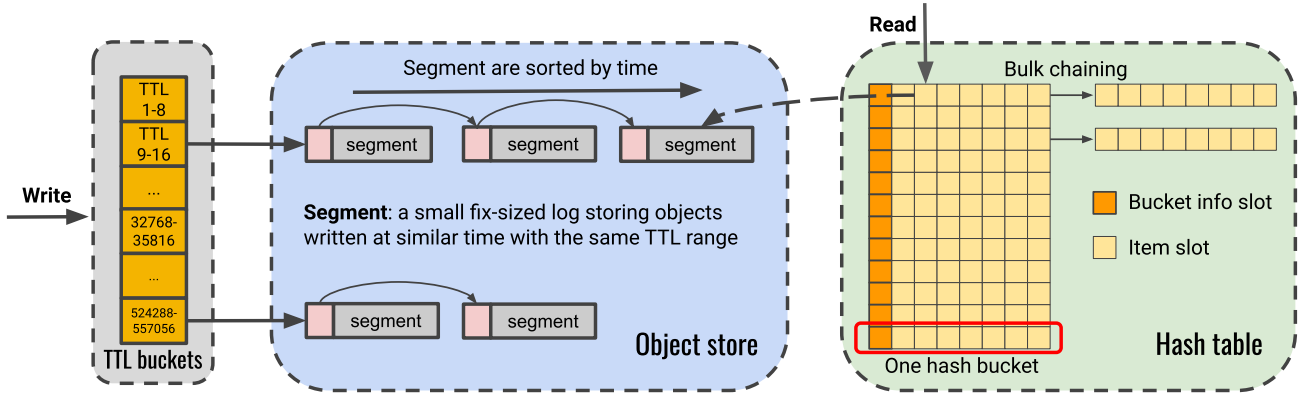 Write
TTL
1-8
TTL
9-16
...
32768-
35816
...
524288-
557056
TTL buckets
Segment are sorted by time
segment
segment
segment
Segment: a small fix-sized log storing objects
written at similar time with the same TTL range
segment
segment
Object store
Read
Bulk chaining
Bucket info slot
Item slot
One hash bucket
Hash table